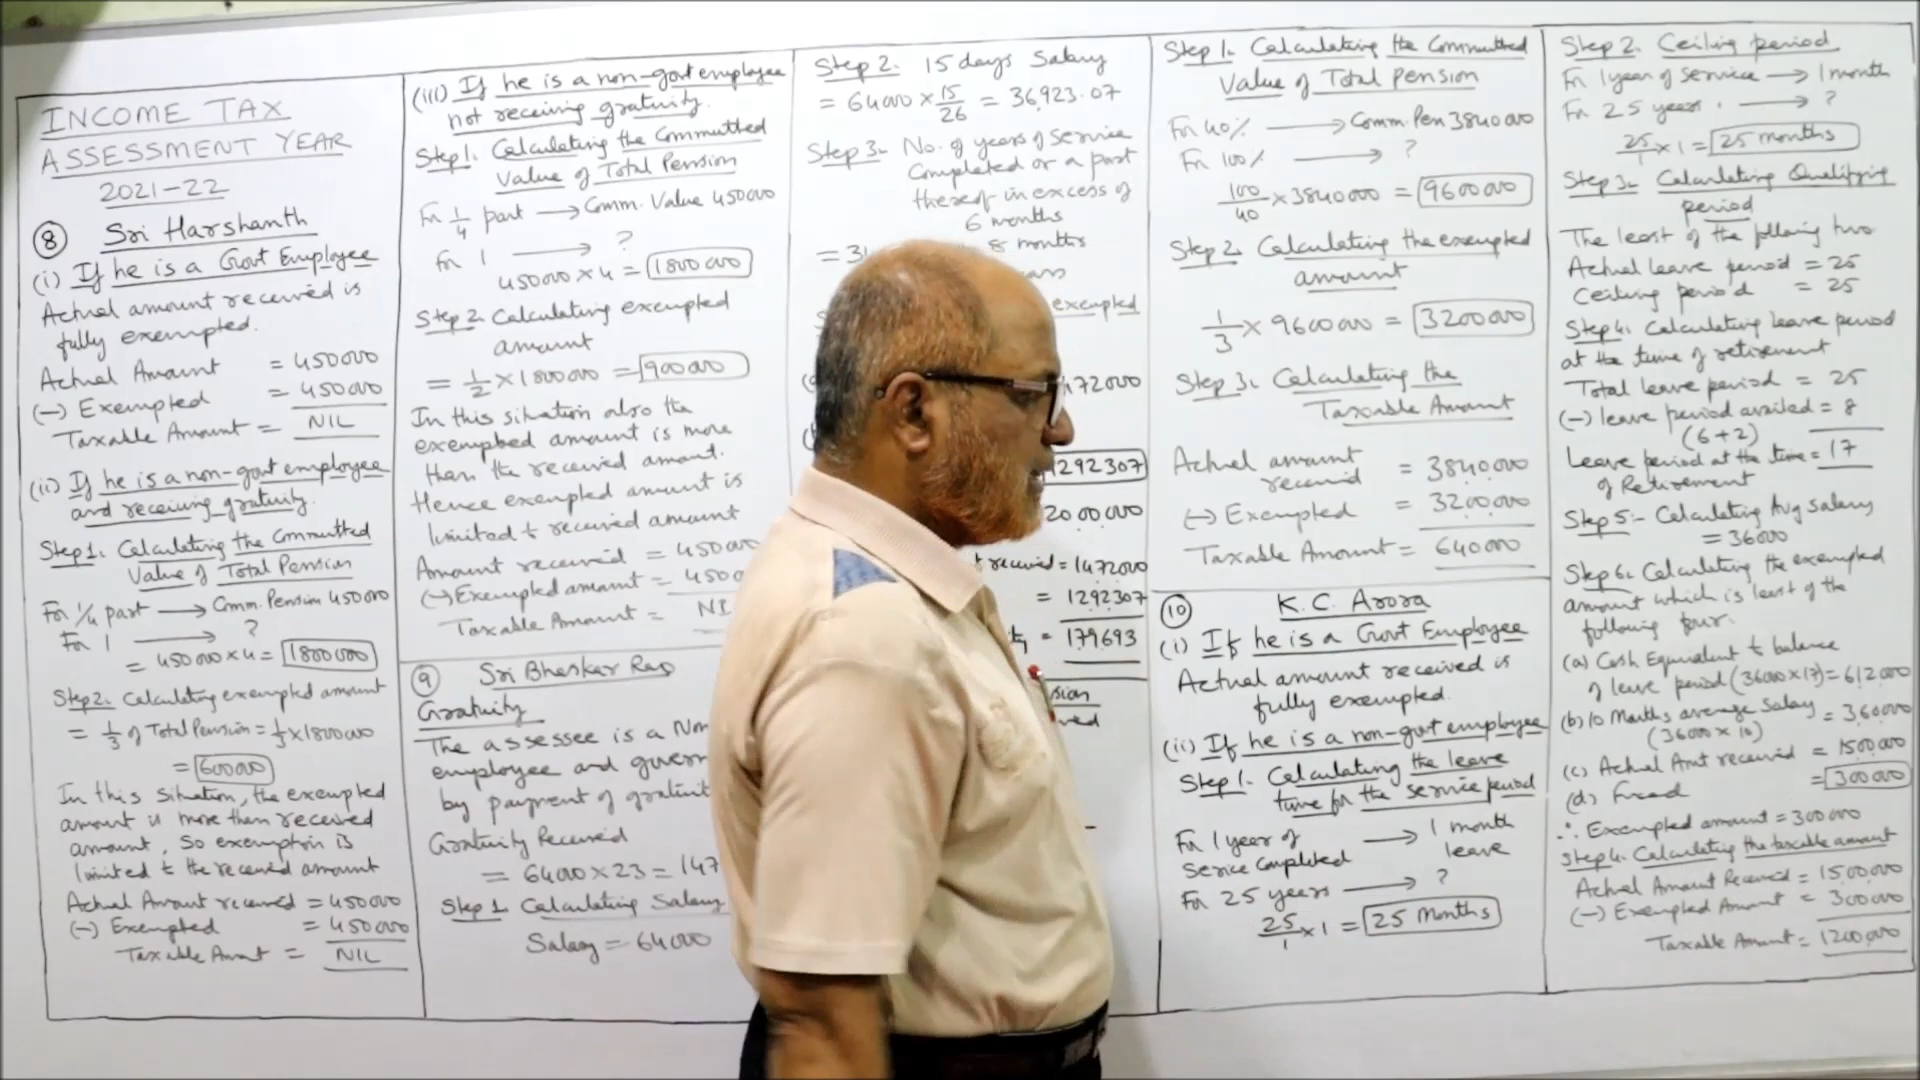 INCOME TAX
ASSESSMENT YEAR
2021-22
(8) Sri Harshanth
(i) If he is a Govt Employee
Actual amount received is
fully exempted.
Actual Amount = 450000
(-) Exempted = 450000
Taxable Amount = NIL
(ii) If he is a non-govt employee
and receiving gratuity.
Step 1. Calculating the Committed
Value of Total Pension
For 1/4 part → Comm. Pension 450000
For 1 → ?
= 450000 × 4 = 1800000
Step 2. Calculating exempted amount
= 1/3 of Total Pension = 1/3 × 1800000
= 600000
In this situation, the exempted
amount is more than received
amount, so exemption is
limited to the received amount
Actual Amount received = 450000
(-) Exempted = 450000
Taxable Amnt = NIL
(iii) If he is a non-govt employee
not receiving gratuity.
Step 1. Calculating the Committed
Value of Total Pension
For 1/4 part → Comm. Value 450000
for 1 → ?
450000 × 4 = 1800000
Step 2. Calculating exempted
amount
= 1/2 × 1800000 = 900000
In this situation also the
exempted amount is more
than the received amount.
Hence exempted amount is
limited to received amount
Amount received = 450000
(-) Exempted amount = 4500
Taxable Amount = NI
(9) Sri Bhaskar Rao
Gratuity
The assessee is a Non
employee and govern
by payment of gratuit
Gratuity Received
= 64000 × 23 = 147
Step 1 Calculating Salary
Salary = 64000
Step 2. 15 days Salary
= 64000 × 15/26 = 36,923.07
Step 3. No. of years of Service
Completed or a part
thereof in excess of
6 months
8 months
exempted
472000
1292307
20,00,000
received = 1472000
= 1292307
= 179693
Step 1. Calculating the Committed
Value of Total Pension
For 40% → Comm. Pen 3840000
For 100% → ?
100/40 × 3840000 = 9600000
Step 2. Calculating the exempted
amount
1/3 × 9600000 = 3200000
Step 3. Calculating the
Taxable Amount
Actual amount
received = 3840000
(-) Exempted = 3200000
Taxable Amount = 640000
(10) K.C. Arora
(i) If he is a Govt Employee
Actual amount received is
fully exempted.
(ii) If he is a non-govt employee
Step 1. Calculating the leave
time for the service period
For 1 year of
service completed → 1 month
leave
For 25 years → ?
25/1 × 1 = 25 months
Step 2. Ceiling period
For 1 year of service → 1 month
For 25 years → ?
25/1 × 1 = 25 months
Step 3. Calculating Qualifying
period
The least of the following two
Actual leave period = 25
Ceiling period = 25
Step 4. Calculating leave period
at the time of retirement
Total leave period = 25
(-) leave period availed = 8
(6+2)
Leave period at the time = 17
of Retirement
Step 5:- Calculating Avg salary
= 36000
Step 6. Calculating the exempted
amount which is least of the
following four.
(a) Cash Equivalent to balance
of leave period (36000×17) = 612000
(b) 10 Months average Salary = 360000
(36000 × 10)
(c) Actual Amt received = 1500000
(d) Fixed = 300000
∴ Exempted amount = 300000
Step 4. Calculating the taxable amount
Actual Amount Received = 1500000
(-) Exempted Amount = 300000
Taxable Amount = 1200000